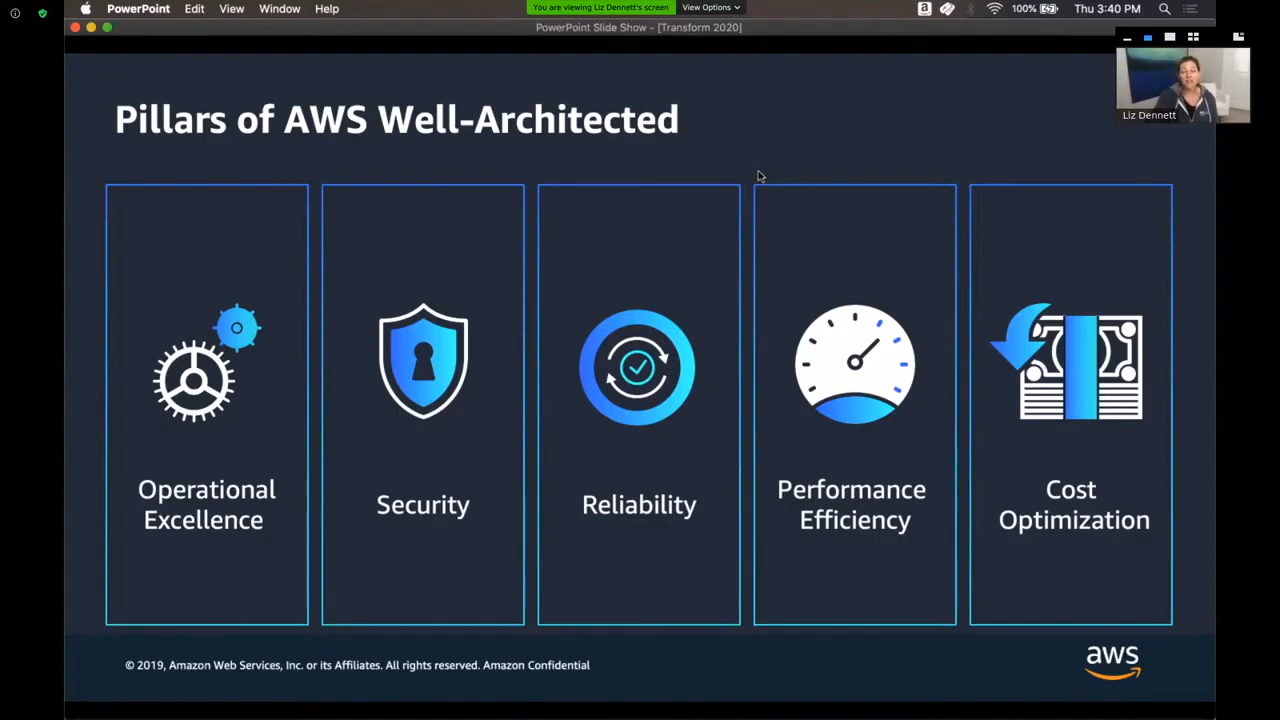 PowerPoint Edit View Window Help
You are viewing Liz Dennett's screen
View Options
100%
Thu 3:40 PM
PowerPoint Slide Show - [Transform 2020]
Liz Dennett
Pillars of AWS Well-Architected
Operational
Excellence
Security
Reliability
Performance
Efficiency
Cost
Optimization
© 2019, Amazon Web Services, Inc. or its Affiliates. All rights reserved. Amazon Confidential
aws